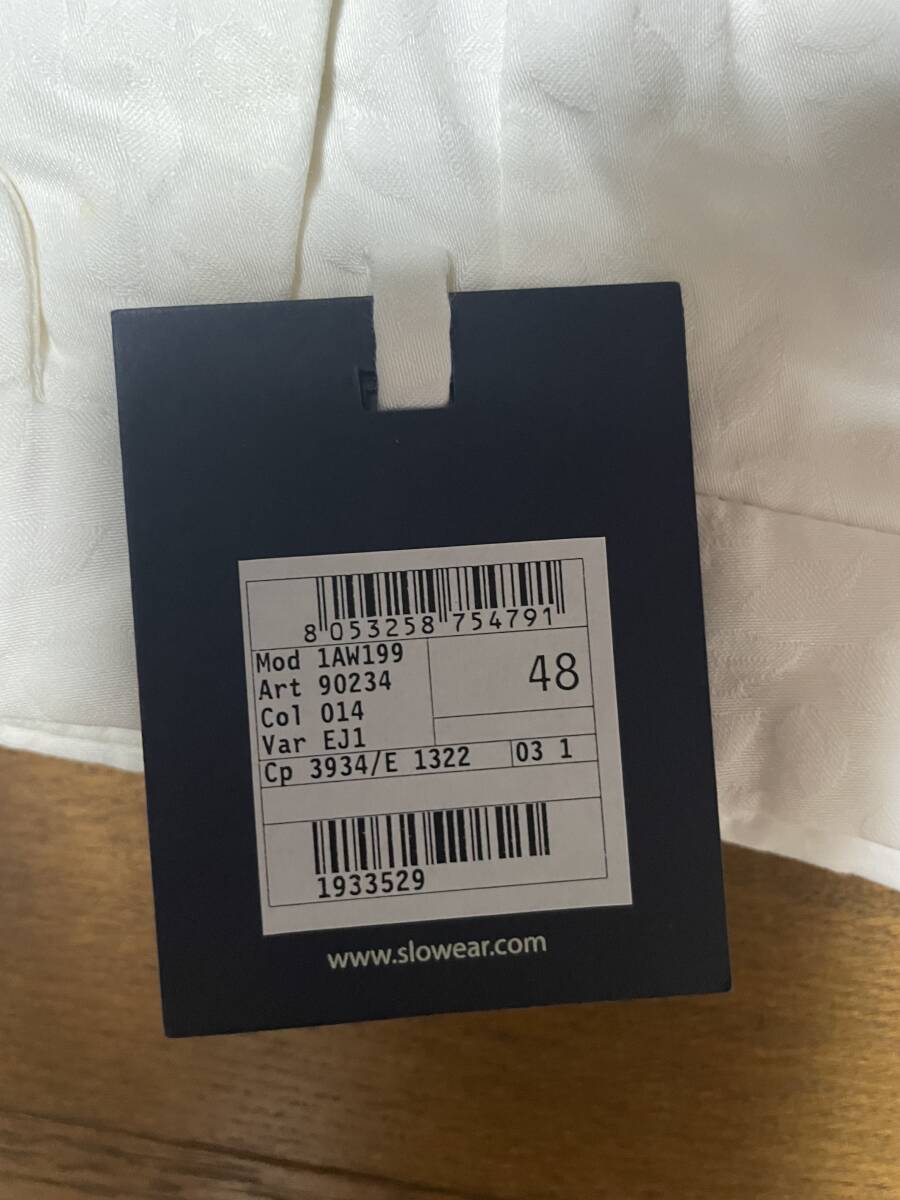 8 053258 754791
Mod 1AW199
Art 90234
Col 014
Var EJ1
48
Cp 3934/E 1322
03 1
1933529
www.slowear.com